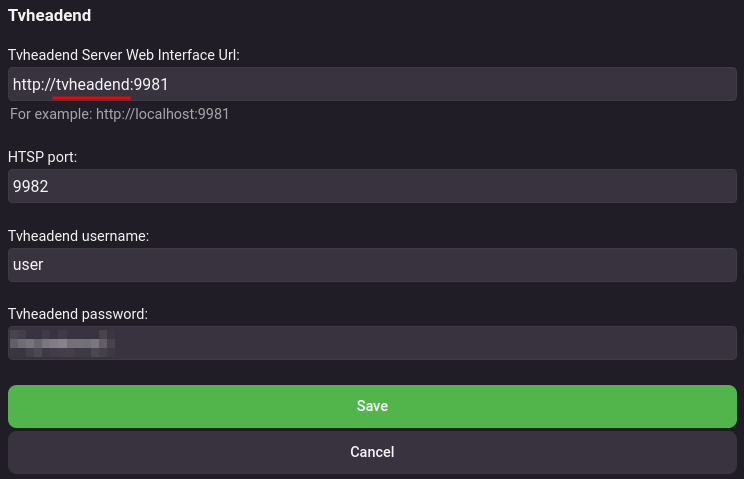 Tvheadend
Tvheadend Server Web Interface Url:
http://tvheadend:9981
For example: http://localhost:9981
HTSP port:
9982
Tvheadend username:
user
Tvheadend password:
Save
Cancel